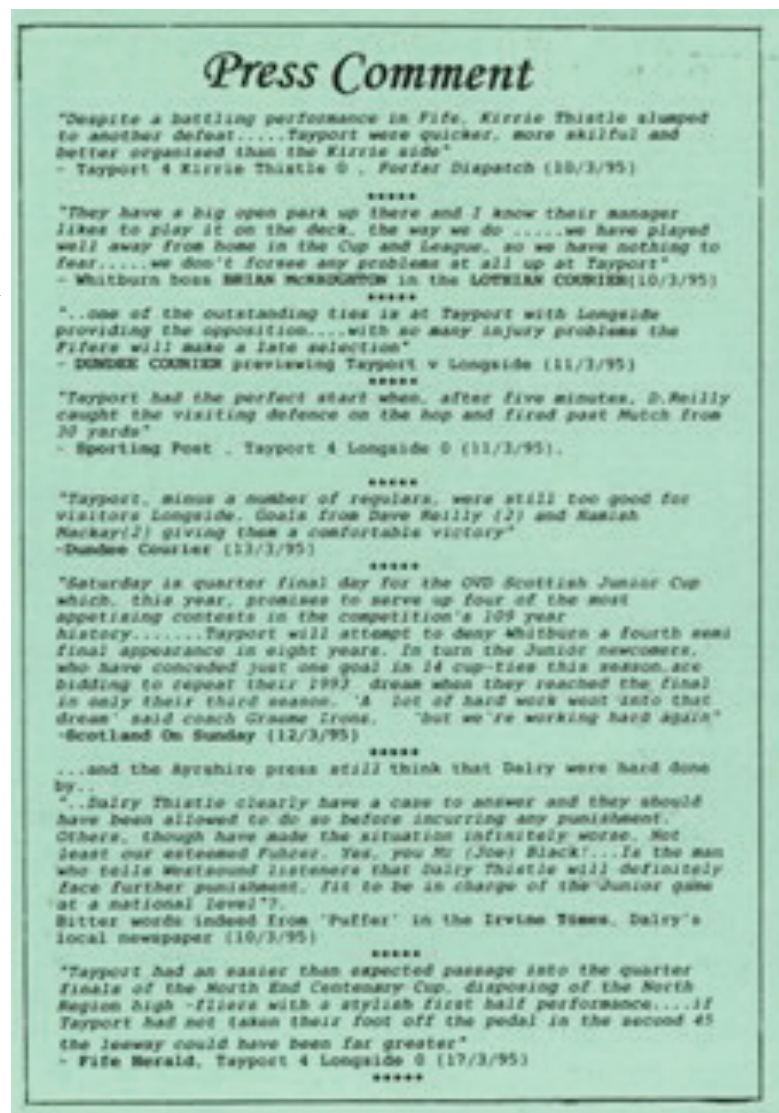 Press Comment
"Despite a battling performance in Fife, Kirrie Thistle slumped
to another defeat.....Tayport were quicker, more skilful and
better organised than the Kirrie side"
- Tayport 4 Kirrie Thistle 0 , Forfar Dispatch (10/3/95)
*****
"They have a big open park up there and I know their manager
likes to play it on the deck, the way we do .....we have played
well away from home in the Cup and League, so we have nothing to
fear.....we don't forsee any problems at all up at Tayport"
- Whitburn boss BRIAN McNAUGHTON in the LOTHIAN COURIER(10/3/95)
*****
"..one of the outstanding ties is at Tayport with Longside
providing the opposition....with so many injury problems the
Fifers will make a late selection"
- DUNDEE COURIER previewing Tayport v Longside (11/3/95)
*****
"Tayport had the perfect start when, after five minutes, D.Reilly
caught the visiting defence on the hop and fired past Mutch from
30 yards"
- Sporting Post , Tayport 4 Longside 0 (11/3/95).
*****
"Tayport, minus a number of regulars, were still too good for
visitors Longside. Goals from Dave Reilly (2) and Ramish
Mackay(2) giving them a comfortable victory"
-Dundee Courier (13/3/95)
*****
"Saturday is quarter final day for the OVD Scottish Junior Cup
which, this year, promises to serve up four of the most
appetising contests in the competition's 109 year
history.......Tayport will attempt to deny Whitburn a fourth semi
final appearance in eight years. In turn the Junior newcomers,
who have conceded just one goal in 14 cup-ties this season,are
bidding to repeat their 1993 dream when they reached the final
in only their third season. 'A lot of hard work went into that
dream' said coach Graeme Irons, 'but we're working hard again"
-Scotland On Sunday (12/3/95)
*****
...and the Ayrshire press still think that Dalry were hard done
by..
"..Dalry Thistle clearly have a case to answer and they should
have been allowed to do so before incurring any punishment.
Others, though have made the situation infinitely worse. Not
least our esteemed Fuhrer. Yes, you Mr (Joe) Black!...Is the man
who tells Westsound listeners that Dalry Thistle will definitely
face further punishment, fit to be in charge of the Junior game
at a national level"?.
Bitter words indeed from 'Puffer' in the Irvine Times, Dalry's
local newspaper (10/3/95)
*****
"Tayport had an easier than expected passage into the quarter
finals of the North End Centenary Cup, disposing of the North
Region high -fliers with a stylish first half performance....if
Tayport had not taken their foot off the pedal in the second 45
the leeway could have been far greater"
- Fife Herald, Tayport 4 Longside 0 (17/3/95)
*****